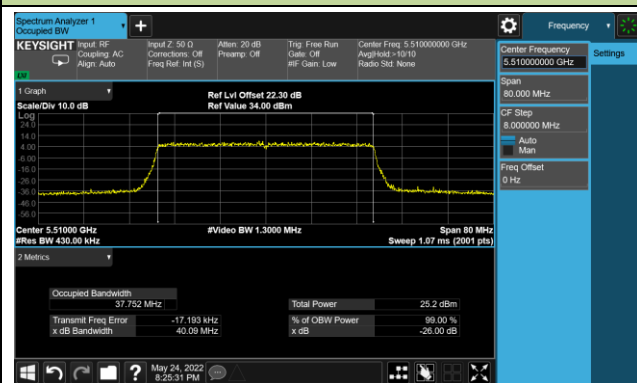 Spectrum Analyzer 1
Occupied BW
Frequency
KEYSIGHT
Input: RF
Coupling: AC
Align: Auto
Input Z: 50 Ω
Corrections: Off
Freq Ref: Int (S)
Atten: 20 dB
Preamp: Off
Trig: Free Run
Gate: Off
#IF Gain: Low
Center Freq: 5.510000000 GHz
Avg|Hold:>10/10
Radio Std: None
Center Frequency
5.510000000 GHz
Settings
Span
80.000 MHz
CF Step
8.000000 MHz
Auto
Man
Freq Offset
0 Hz
1 Graph
Ref Lvl Offset 22.30 dB
Scale/Div 10.0 dB
Ref Value 34.00 dBm
Log
24.0
14.0
4.00
-6.00
-16.0
-26.0
-36.0
-46.0
-56.0
Center 5.51000 GHz
#Video BW 1.3000 MHz
Span 80 MHz
#Res BW 430.00 kHz
Sweep 1.07 ms (2001 pts)
2 Metrics
Occupied Bandwidth
37.752 MHz
Total Power
25.2 dBm
Transmit Freq Error
-17.193 kHz
% of OBW Power
99.00 %
x dB Bandwidth
40.09 MHz
x dB
-26.00 dB
May 24, 2022
8:25:31 PM